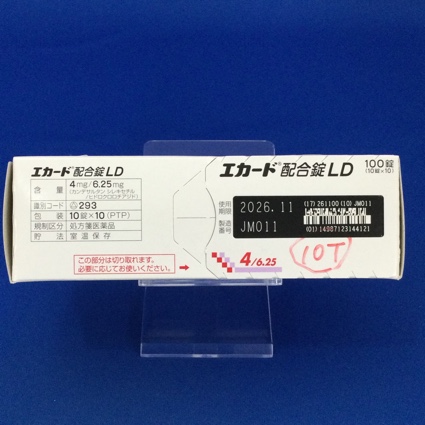 エカード®配合錠LD
含量 4mg/6.25mg
(カンデサルタン シレキセチル
/ヒドロクロロチアジド)
識別コード 293
包装 10錠×10(PTP)
規制区分 処方箋医薬品
貯法 室温保存
この部分は切り取れます。
必要に応じてお使いください。
エカード®配合錠LD
100錠
(10錠×10)
使用期限 2026.11
製造番号 JM011
(17) 261100 (10) JM011
(01) 14987123144121
4/6.25
10T